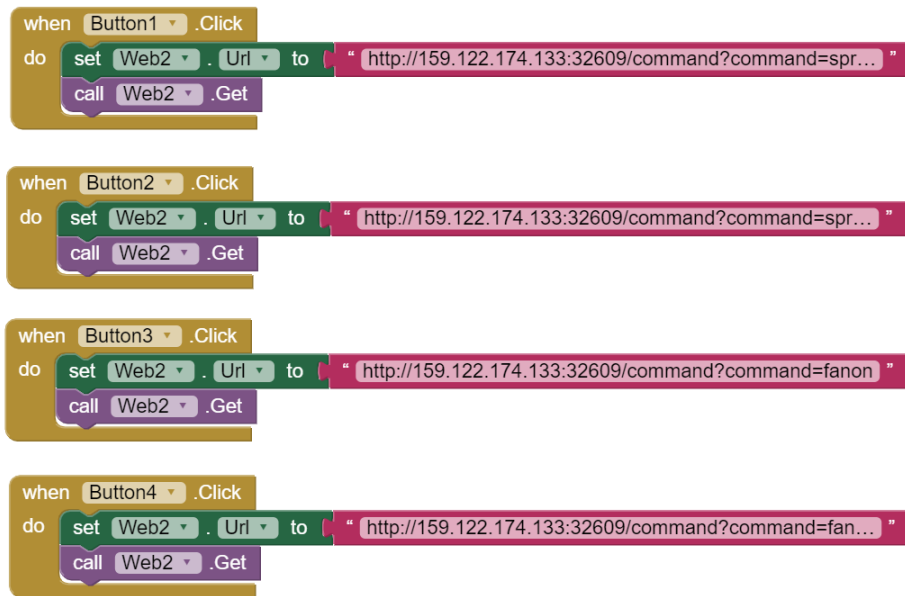 when Button1 .Click
do set Web2 . Url to “ http://159.122.174.133:32609/command?command=spr... ”
call Web2 .Get
when Button2 .Click
do set Web2 . Url to “ http://159.122.174.133:32609/command?command=spr... ”
call Web2 .Get
when Button3 .Click
do set Web2 . Url to “ http://159.122.174.133:32609/command?command=fanon ”
call Web2 .Get
when Button4 .Click
do set Web2 . Url to “ http://159.122.174.133:32609/command?command=fan... ”
call Web2 .Get